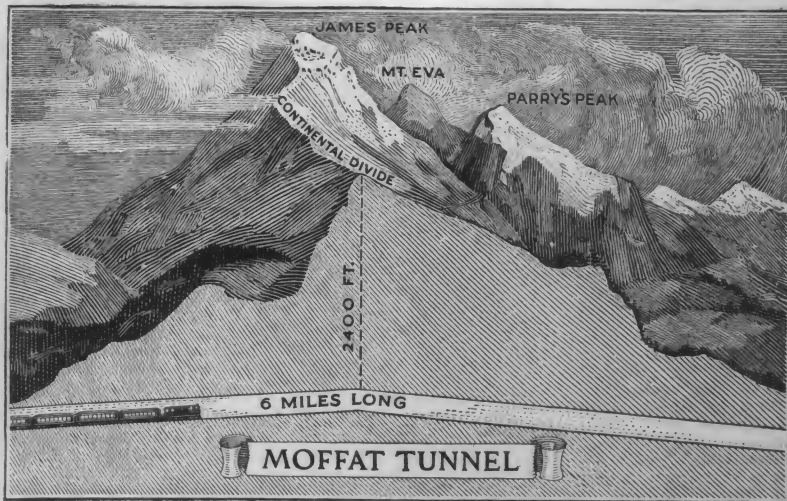 JAMES PEAK
MT. EVA
PARRY'S PEAK
CONTINENTAL DIVIDE
2400 FT.
6 MILES LONG
MOFFAT TUNNEL